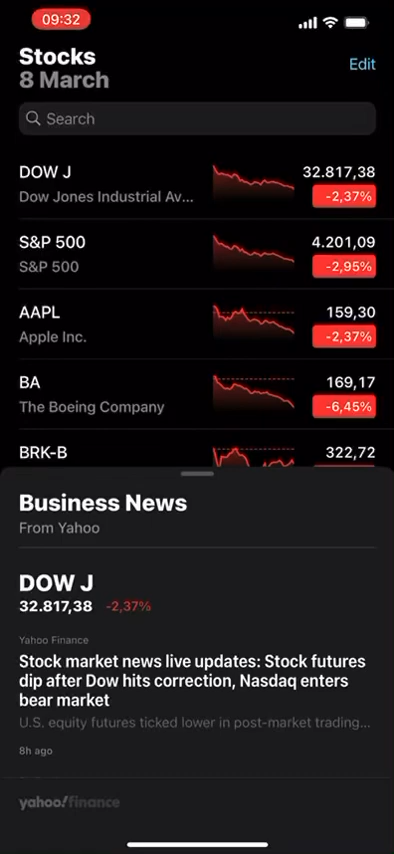 09:32
Stocks
8 March
Edit
Search
DOW J
32.817,38
Dow Jones Industrial Av...
-2,37%
S&P 500
4.201,09
S&P 500
-2,95%
AAPL
159,30
Apple Inc.
-2,37%
BA
169,17
The Boeing Company
-6,45%
BRK-B
322,72
Business News
From Yahoo
DOW J
32.817,38 -2,37%
Yahoo Finance
Stock market news live updates: Stock futures
dip after Dow hits correction, Nasdaq enters
bear market
U.S. equity futures ticked lower in post-market trading...
8h ago
yahoo!finance